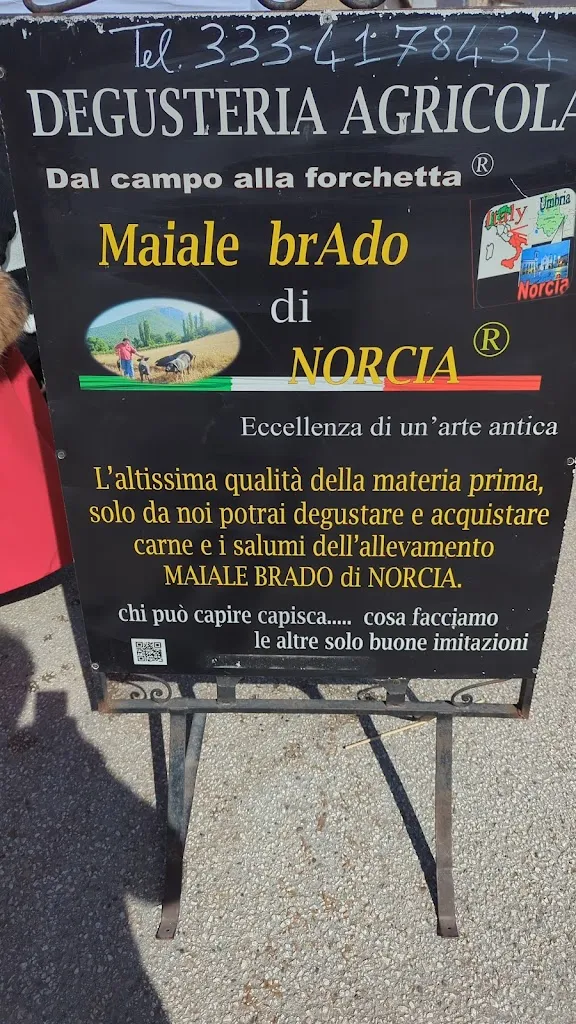 Tel. 333-4178434
DEGUSTERIA AGRICOLA
Dal campo alla forchetta ®
Italy
Umbria
Norcia
Maiale brAdo
di
NORCIA ®
Eccellenza di un'arte antica
L'altissima qualità della materia prima,
solo da noi potrai degustare e acquistare
carne e i salumi dell'allevamento
MAIALE BRADO di NORCIA.
chi può capire capisca..... cosa facciamo
le altre solo buone imitazioni